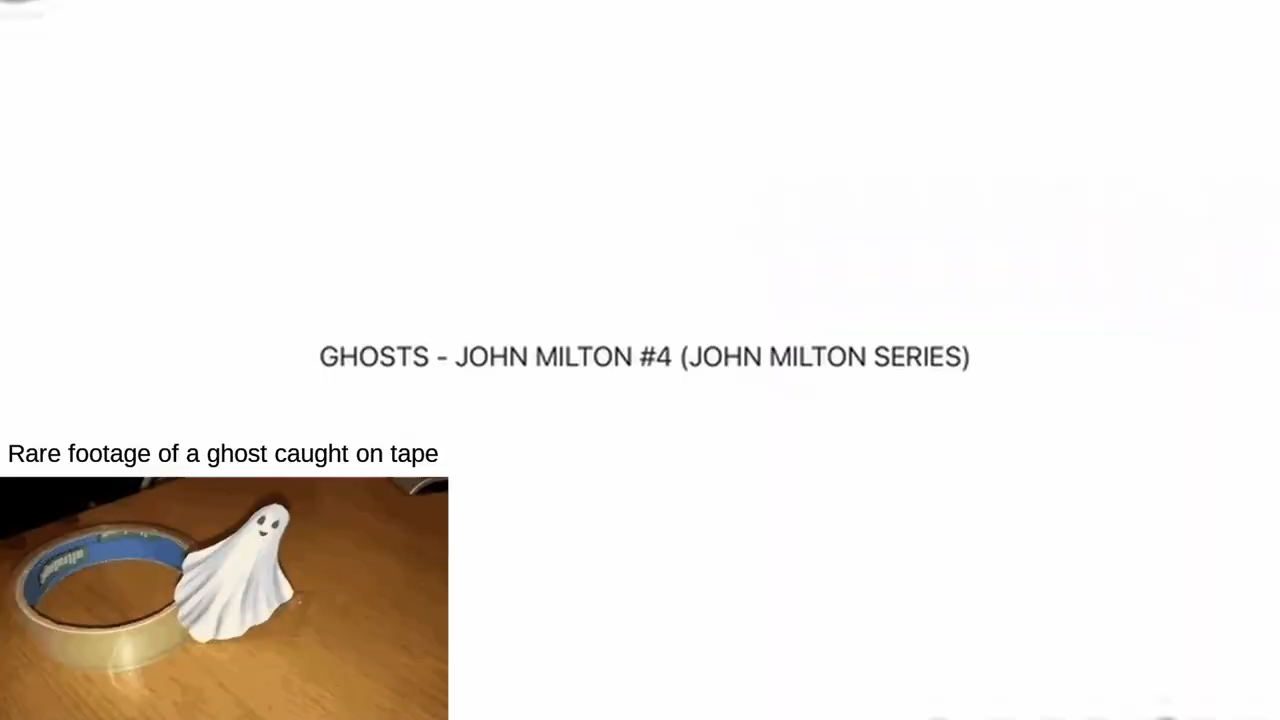 GHOSTS - JOHN MILTON #4 (JOHN MILTON SERIES)
Rare footage of a ghost caught on tape